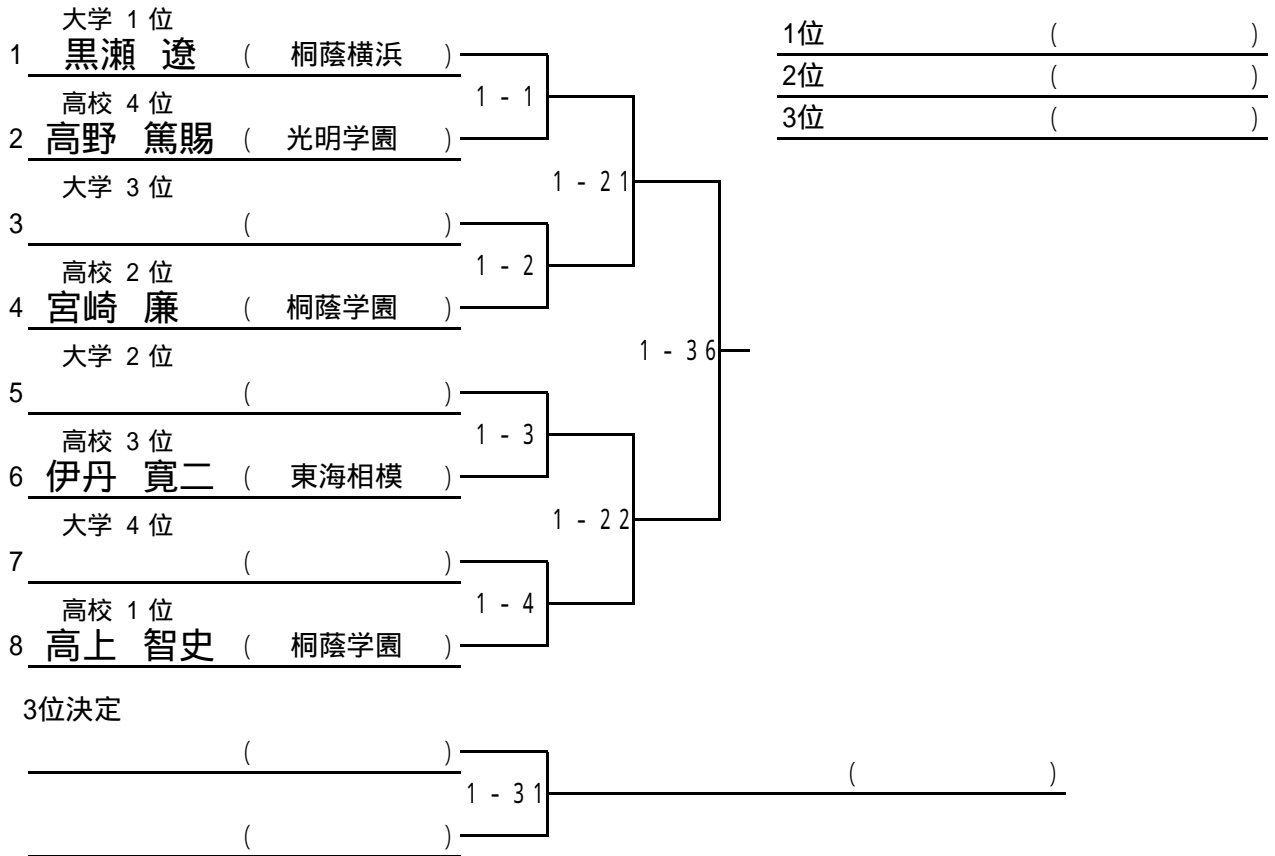 大学 1 位
1 黒瀬 遼 ( 桐蔭横浜 )
1 - 1
高校 4 位
2 高野 篤賜 ( 光明学園 )
1 - 21
大学 3 位
3 ( )
1 - 2
高校 2 位
4 宮崎 廉 ( 桐蔭学園 )
1 - 36
大学 2 位
5 ( )
1 - 3
高校 3 位
6 伊丹 寛二 ( 東海相模 )
1 - 22
大学 4 位
7 ( )
1 - 4
高校 1 位
8 高上 智史 ( 桐蔭学園 )
1位 ( )
2位 ( )
3位 ( )
3位決定
( )
1 - 31
( )
( )